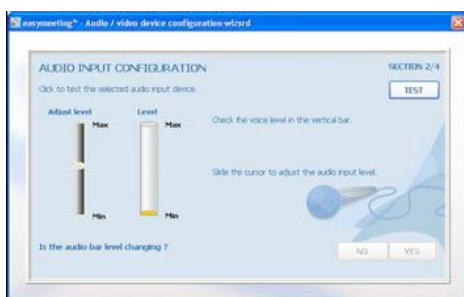 easymeeting™ - Audio / video device configuration wizard
AUDIO INPUT CONFIGURATION
SECTION 2/4
Click to test the selected audio input device.
TEST
Adjust level
Level
Max
Max
Check the voice level in the vertical bar.
Slide the cursor to adjust the audio input level.
Min
Min
Is the audio bar level changing ?
NO
YES